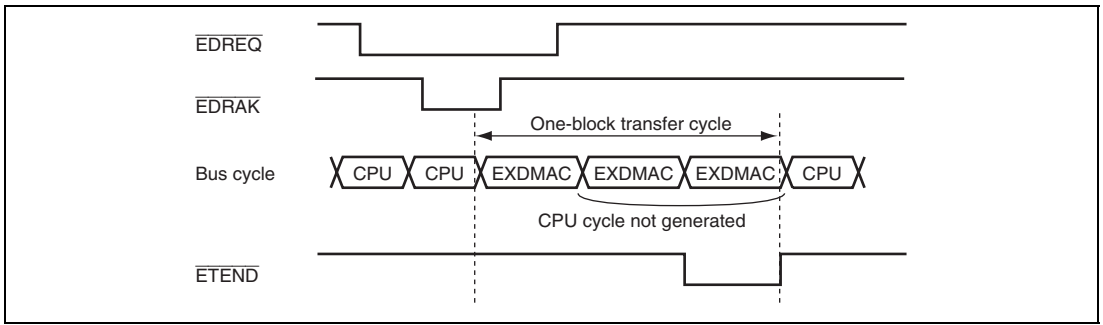 EDREQ
EDRAK
One-block transfer cycle
Bus cycle CPU CPU EXDMAC EXDMAC EXDMAC CPU
CPU cycle not generated
ETEND